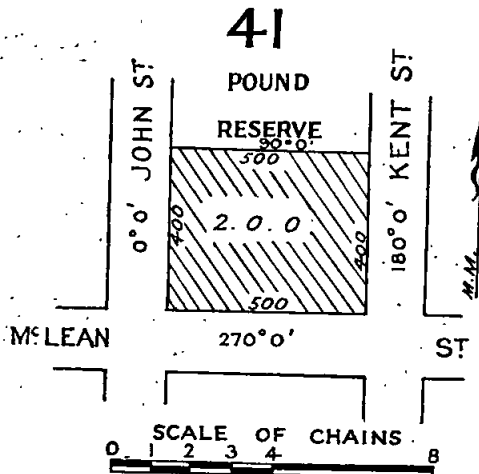 41
POUND
RESERVE
JOHN ST
KENT ST
90°0'
500
0°0'
400
2.0.0
400
180°0'
M.M.
500
McLEAN ST
270°0'
SCALE OF CHAINS
0 1 2 3 4 8